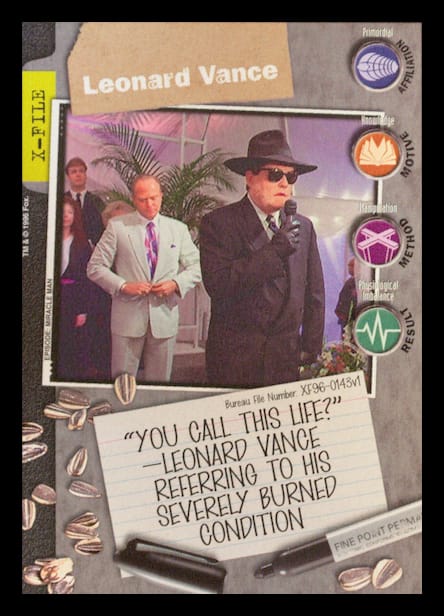 Leonard Vance
X-FILE
TM & © 1996 Fox.
EPISODE: MIRACLE MAN
Primordial
AFFILIATION
Knowledge
MOTIVE
Manipulation
METHOD
Physiological
Imbalance
RESULT
Bureau File Number: XF96-0143v1
"YOU CALL THIS LIFE?"
—LEONARD VANCE
REFERRING TO HIS
SEVERELY BURNED
CONDITION
FINE POINT PERMA